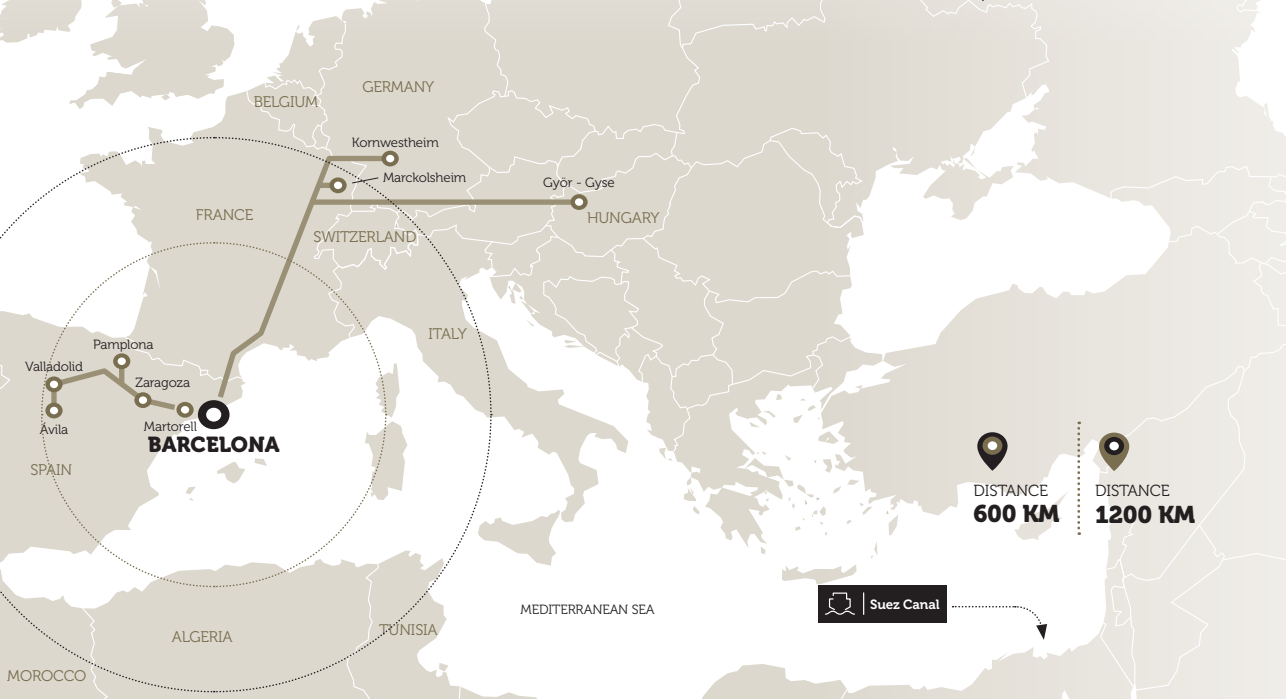 GERMANY
BELGIUM
Kornwestheim
Marckolsheim
Györ - Gyse
FRANCE
HUNGARY
SWITZERLAND
ITALY
Pamplona
Valladolid
Zaragoza
Ávila
Martorell
BARCELONA
SPAIN
DISTANCE
600 KM
DISTANCE
1200 KM
Suez Canal
MEDITERRANEAN SEA
ALGERIA
TUNISIA
MOROCCO